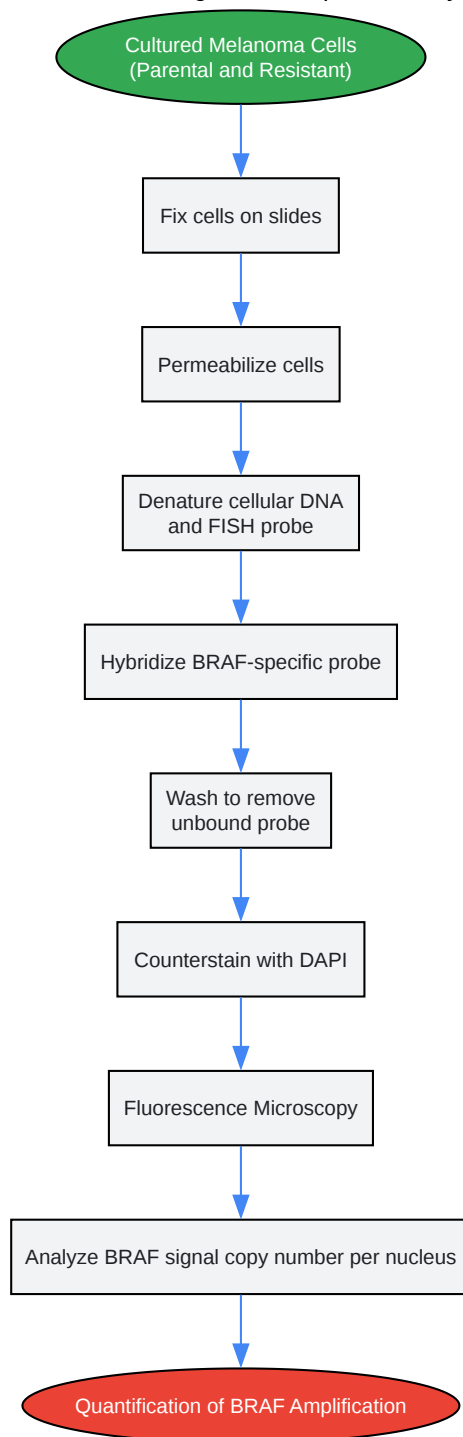 Cultured Melanoma Cells
(Parental and Resistant)
Fix cells on slides
Permeabilize cells
Denature cellular DNA
and FISH probe
Hybridize BRAF-specific probe
Wash to remove
unbound probe
Counterstain with DAPI
Fluorescence Microscopy
Analyze BRAF signal copy number per nucleus
Quantification of BRAF Amplification